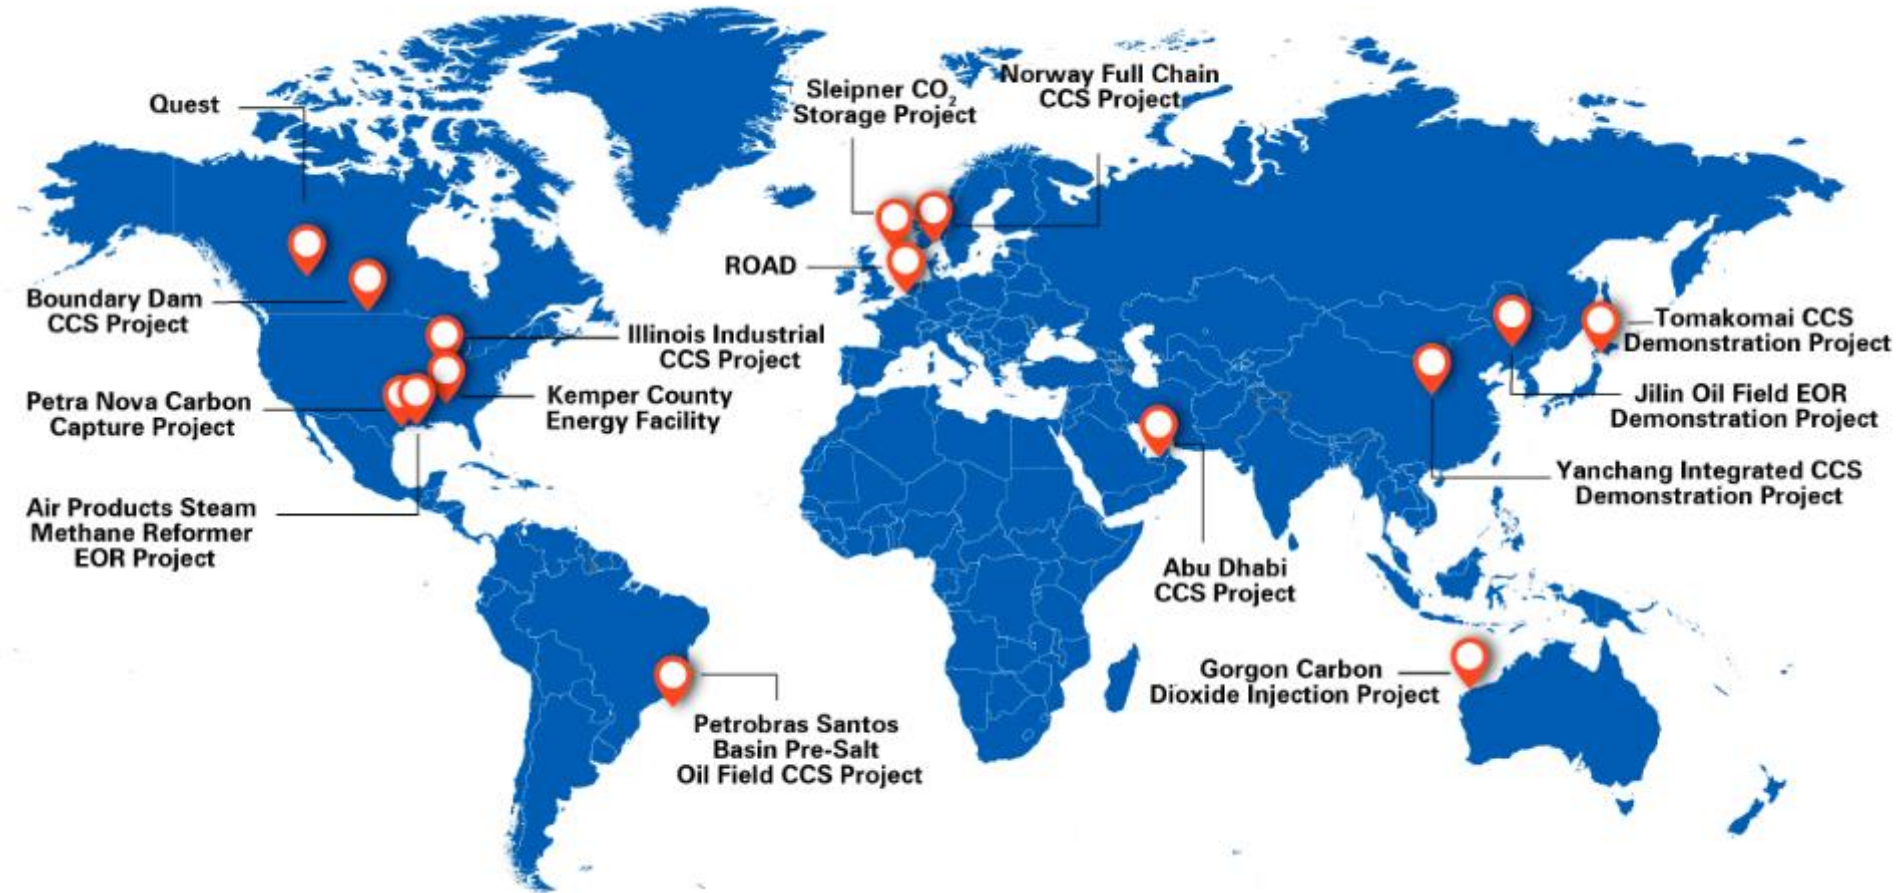 Quest
Sleipner CO₂
Storage Project
Norway Full Chain
CCS Project
ROAD
Boundary Dam
CCS Project
Illinois Industrial
CCS Project
Kemper County
Energy Facility
Petra Nova Carbon
Capture Project
Air Products Steam
Methane Reformer
EOR Project
Tomakomai CCS
Demonstration Project
Jilin Oil Field EOR
Demonstration Project
Yanchang Integrated CCS
Demonstration Project
Abu Dhabi
CCS Project
Gorgon Carbon
Dioxide Injection Project
Petrobras Santos
Basin Pre-Salt
Oil Field CCS Project